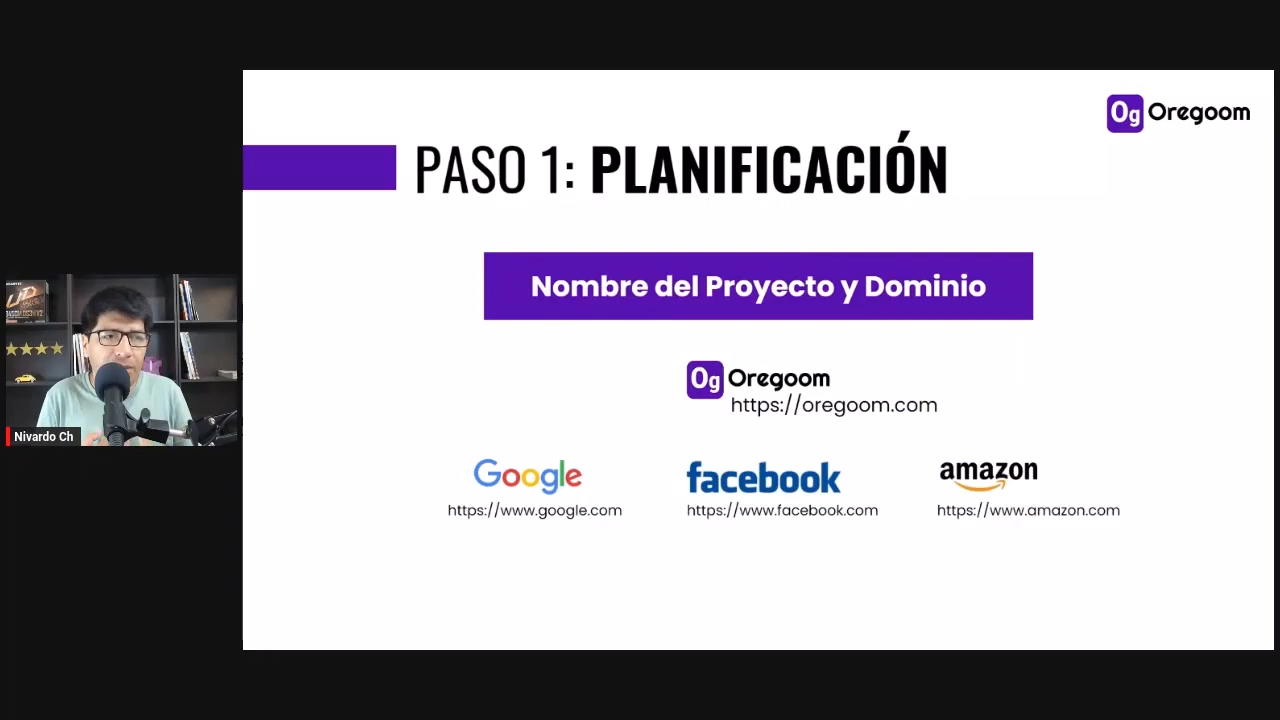 Og Oregoom
PASO 1: PLANIFICACIÓN
Nombre del Proyecto y Dominio
Og Oregoom
https://oregoom.com
Google
facebook
amazon
https://www.google.com
https://www.facebook.com
https://www.amazon.com
Nivardo Ch